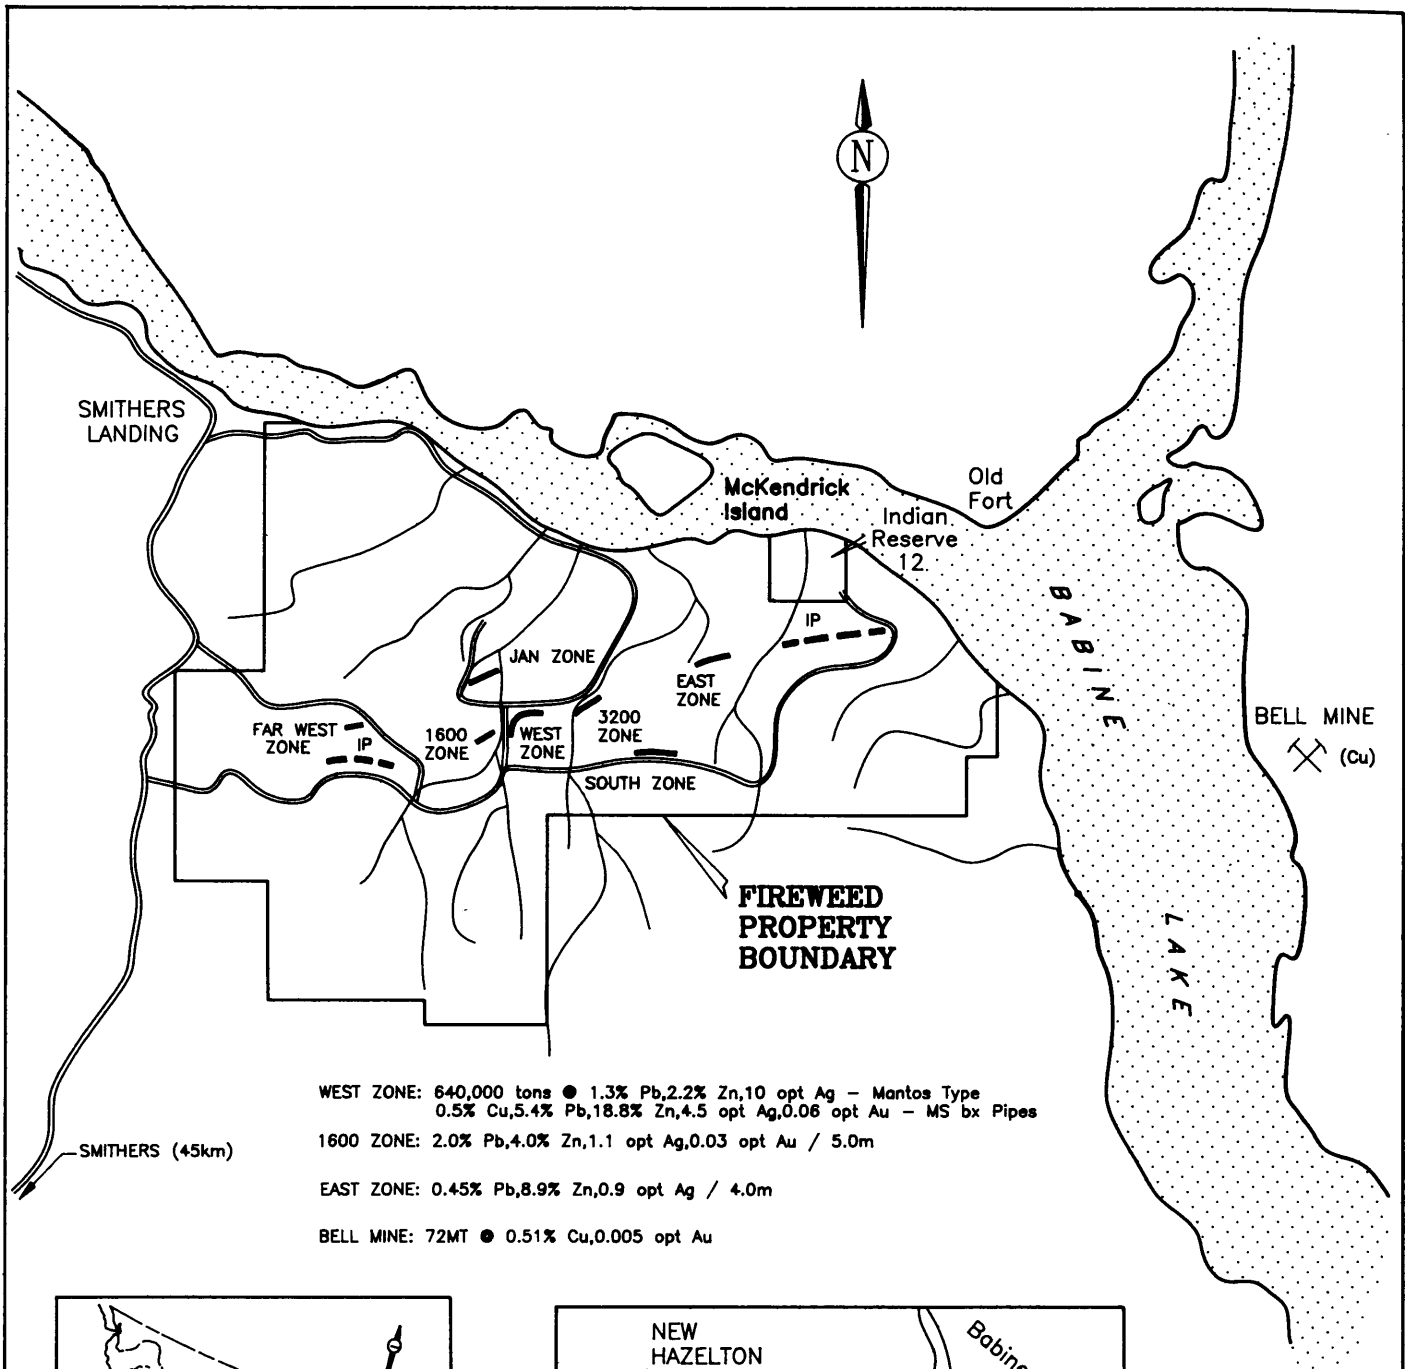 N
SMITHERS
LANDING
McKendrick
Island
Old
Fort
Indian
Reserve
12
IP
JAN ZONE
EAST
ZONE
FAR WEST
ZONE
IP
1600
ZONE
WEST
ZONE
3200
ZONE
SOUTH ZONE
BABINE
LAKE
BELL MINE
(Cu)
FIREWEED
PROPERTY
BOUNDARY
WEST ZONE: 640,000 tons @ 1.3% Pb,2.2% Zn,10 opt Ag – Mantos Type
0.5% Cu,5.4% Pb,18.8% Zn,4.5 opt Ag,0.06 opt Au – MS bx Pipes
1600 ZONE: 2.0% Pb,4.0% Zn,1.1 opt Ag,0.03 opt Au / 5.0m
SMITHERS (45km)
EAST ZONE: 0.45% Pb,8.9% Zn,0.9 opt Ag / 4.0m
BELL MINE: 72MT @ 0.51% Cu,0.005 opt Au
NEW
HAZELTON
Babine